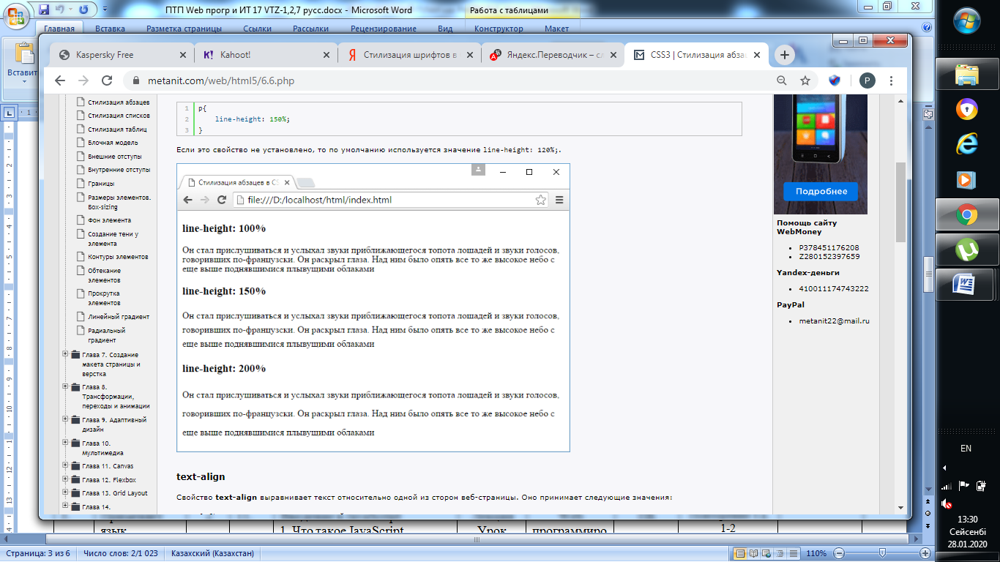 ПТП Web прогр и ИТ 17 VTZ-1,2,7 русс.docx - Microsoft Word
Работа с таблицами
Главная Вставка Разметка страницы Ссылки Рассылки Рецензирование Вид Конструктор Макет
Вставит
Kaspersky Free
Kahoot!
Стилизация шрифтов в
Яндекс.Переводчик – сл
CSS3 | Стилизация абза
metanit.com/web/html5/6.6.php
P
Стилизация абзацев
Стилизация списков
Стилизация таблиц
Блочная модель
Внешние отступы
Внутренние отступы
Границы
Размеры элементов.
Box-sizing
Фон элемента
Создание тени у
элемента
Контуры элементов
Обтекание
элементов
Прокрутка
элементов
Линейный градиент
Радиальный
градиент
Глава 7. Создание
макета страницы и
верстка
Глава 8.
Трансформации,
переходы и анимации
Глава 9. Адаптивный
дизайн
Глава 10.
Мультимедиа
Глава 11. Canvas
Глава 12. Flexbox
Глава 13. Grid Layout
Глава 14.
1 p{
2 line-height: 150%;
3 }
Если это свойство не установлено, то по умолчанию используется значение line-height: 120%;.
Стилизация абзацев в CS
file:///D:/localhost/html/index.html
line-height: 100%
Он стал прислушиваться и услыхал звуки приближающегося топота лошадей и звуки голосов,
говоривших по-французски. Он раскрыл глаза. Над ним было опять все то же высокое небо с
еще выше поднявшимися плывущими облаками
line-height: 150%
Он стал прислушиваться и услыхал звуки приближающегося топота лошадей и звуки голосов,
говоривших по-французски. Он раскрыл глаза. Над ним было опять все то же высокое небо с
еще выше поднявшимися плывущими облаками
line-height: 200%
Он стал прислушиваться и услыхал звуки приближающегося топота лошадей и звуки голосов,
говоривших по-французски. Он раскрыл глаза. Над ним было опять все то же высокое небо с
еще выше поднявшимися плывущими облаками
text-align
Свойство text-align выравнивает текст относительно одной из сторон веб-страницы. Оно принимает следующие значения:
Подробнее
Помощь сайту
WebMoney
P378451176208
Z280152397659
Yandex-деньги
410011174743222
PayPal
metanit22@mail.ru
язык
1. Что такое JavaScript
Урок
программиро
1-2
Страница: 3 из 6 Число слов: 2/1 023 Казахский (Казахстан) 110%
EN
13:30
Сейсенбі
28.01.2020